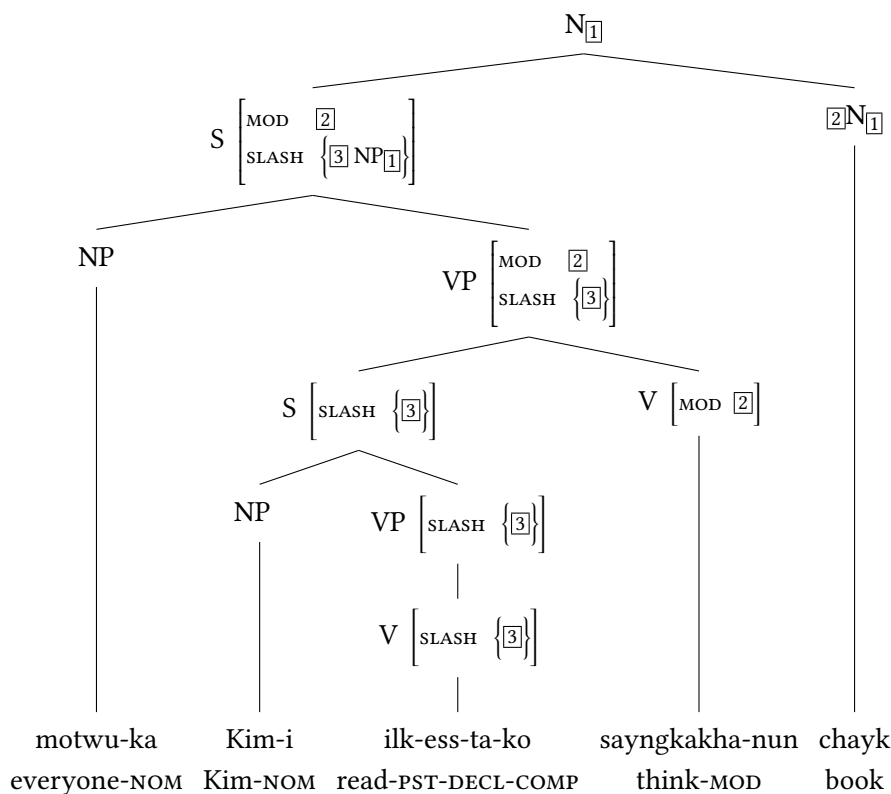 N1
S [MOD 2
SLASH {3 NP1}]
2N1
NP
VP [MOD 2
SLASH {3}]
S [SLASH {3}]
V [MOD 2]
NP
VP [SLASH {3}]
V [SLASH {3}]
motwu-ka Kim-i ilk-ess-ta-ko sayngkakha-nun chayk
everyone-NOM Kim-NOM read-PST-DECL-COMP think-MOD book